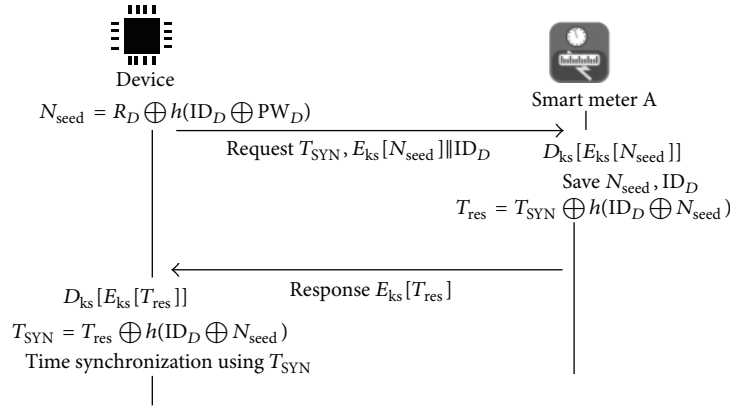 Device
N_seed = R_D ⨁ h(ID_D ⨁ PW_D)
Smart meter A
Request T_SYN, E_ks[N_seed]||ID_D
D_ks[E_ks[N_seed]]
Save N_seed, ID_D
T_res = T_SYN ⨁ h(ID_D ⨁ N_seed)
Response E_ks[T_res]
D_ks[E_ks[T_res]]
T_SYN = T_res ⨁ h(ID_D ⨁ N_seed)
Time synchronization using T_SYN